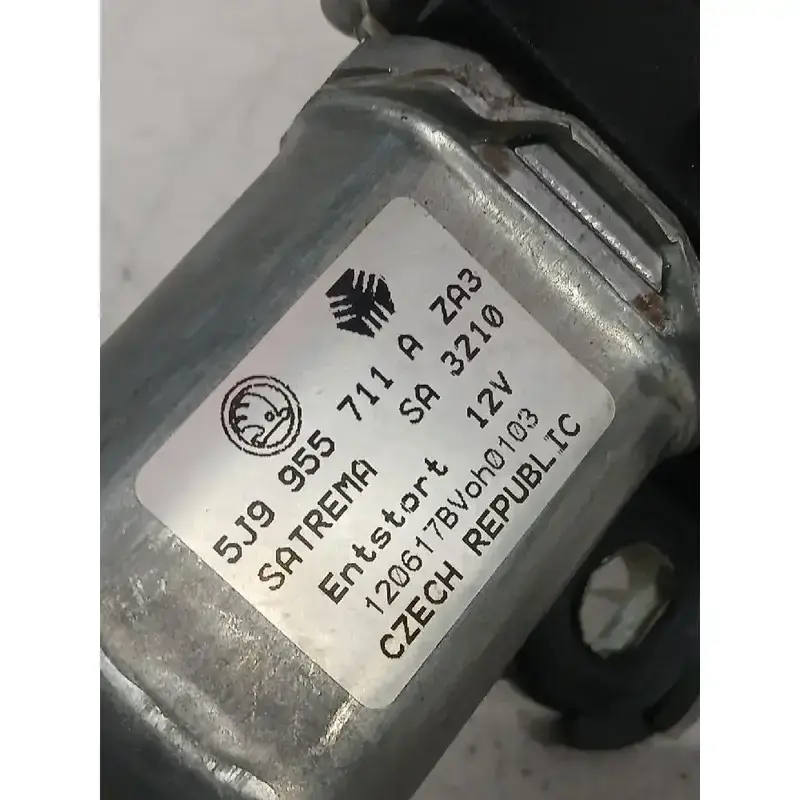 5J9 955 711 A ZA3
SATREMA SA 3210
Entstort 12V
120617BVoh0103
CZECH REPUBLIC